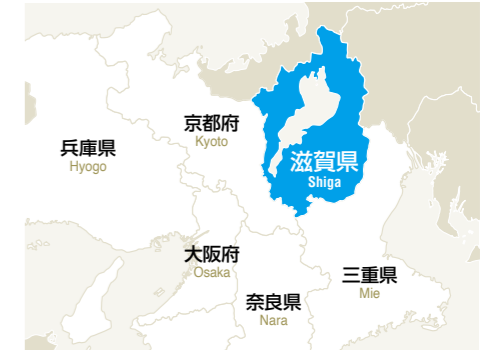 京都府
Kyoto
兵庫県
Hyogo
滋賀県
Shiga
大阪府
Osaka
三重県
Mie
奈良県
Nara